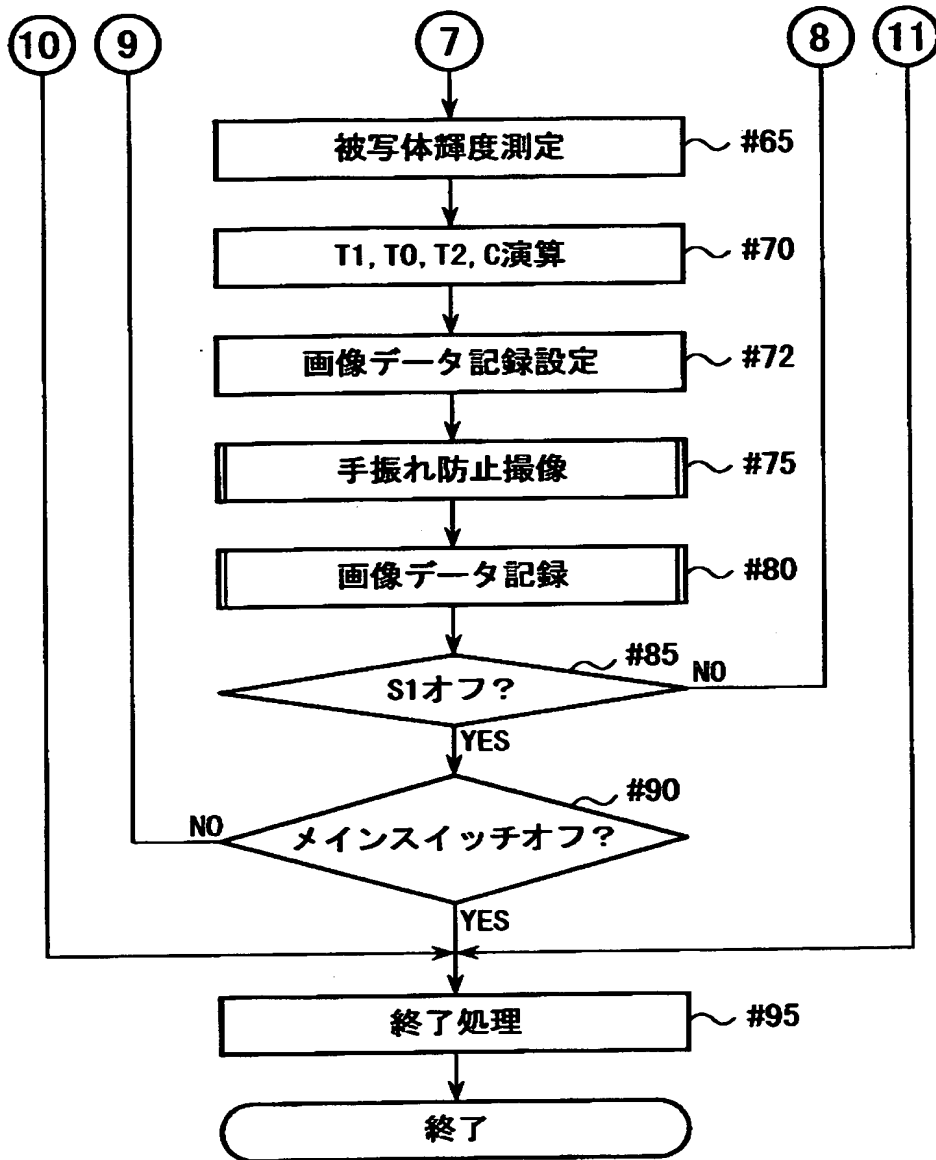 10
9
7
8
11
被写体輝度測定
#65
T1, T0, T2, C演算
#70
画像データ記録設定
#72
手振れ防止撮像
#75
画像データ記録
#80
#85
S1オフ?
NO
YES
#90
NO
メインスイッチオフ?
YES
終了処理
#95
終了